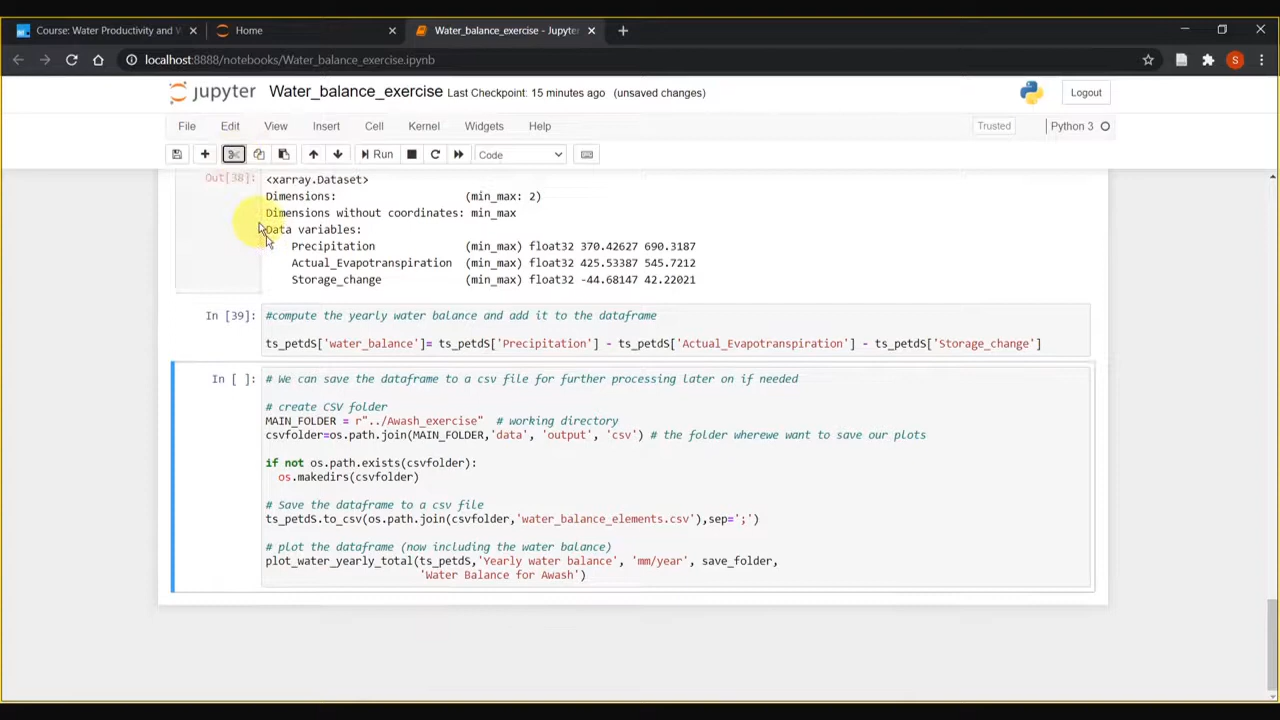 Course: Water Productivity and W
Home
Water_balance_exercise - Jupyter
localhost:8888/notebooks/Water_balance_exercise.ipynb
S
jupyter Water_balance_exercise Last Checkpoint: 15 minutes ago (unsaved changes)
Logout
File Edit View Insert Cell Kernel Widgets Help
Trusted
Python 3
Run
Code
Out[38]: <xarray.Dataset>
Dimensions: (min_max: 2)
Dimensions without coordinates: min_max
Data variables:
Precipitation (min_max) float32 370.42627 690.3187
Actual_Evapotranspiration (min_max) float32 425.53387 545.7212
Storage_change (min_max) float32 -44.68147 42.22021
In [39]: #compute the yearly water balance and add it to the dataframe
ts_petdS['water_balance']= ts_petdS['Precipitation'] - ts_petdS['Actual_Evapotranspiration'] - ts_petdS['Storage_change']
In [ ]: # We can save the dataframe to a csv file for further processing later on if needed
# create CSV folder
MAIN_FOLDER = r"../Awash_exercise" # working directory
csvfolder=os.path.join(MAIN_FOLDER,'data', 'output', 'csv') # the folder wherewe want to save our plots
if not os.path.exists(csvfolder):
os.makedirs(csvfolder)
# Save the dataframe to a csv file
ts_petdS.to_csv(os.path.join(csvfolder,'water_balance_elements.csv'),sep=';')
# plot the dataframe (now including the water balance)
plot_water_yearly_total(ts_petdS,'Yearly water balance', 'mm/year', save_folder,
'Water Balance for Awash')